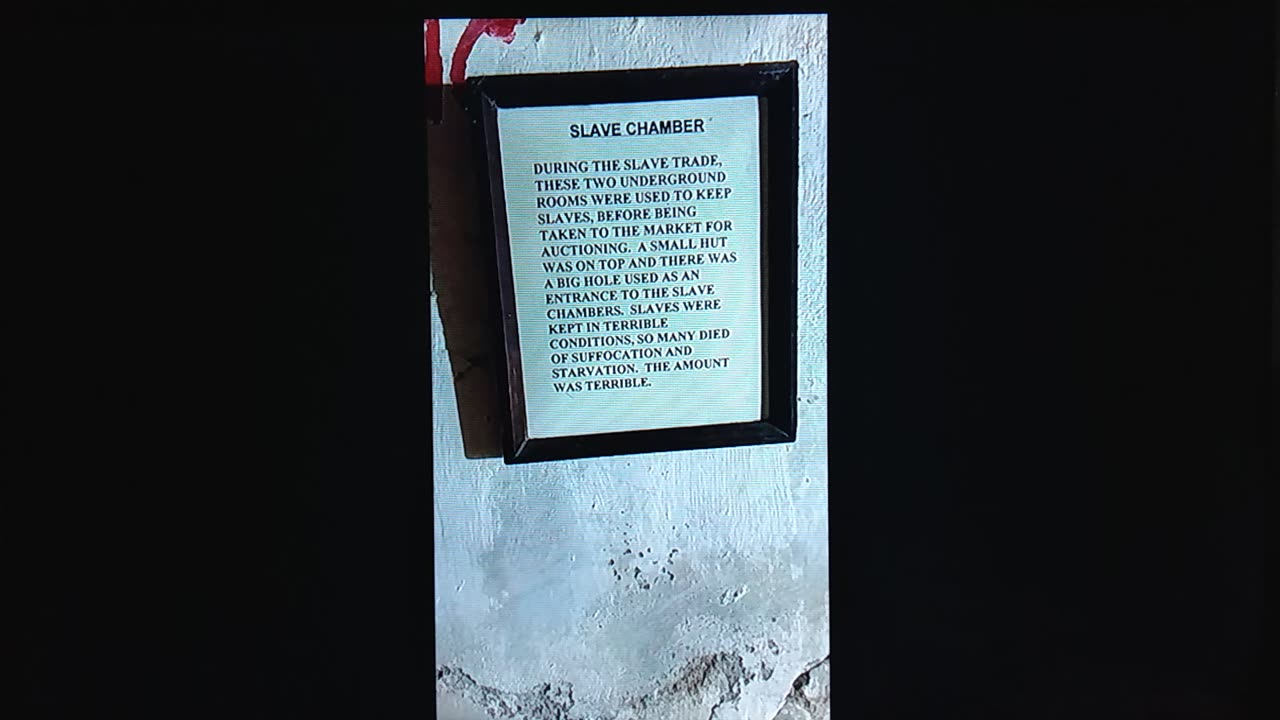 SLAVE CHAMBER
DURING THE SLAVE TRADE,
THESE TWO UNDERGROUND
ROOMS WERE USED TO KEEP
SLAVES, BEFORE BEING
TAKEN TO THE MARKET FOR
AUCTIONING. A SMALL HUT
WAS ON TOP AND THERE WAS
A BIG HOLE USED AS AN
ENTRANCE TO THE SLAVE
CHAMBERS. SLAVES WERE
KEPT IN TERRIBLE
CONDITIONS, SO MANY DIED
OF SUFFOCATION AND
STARVATION. THE AMOUNT
WAS TERRIBLE.